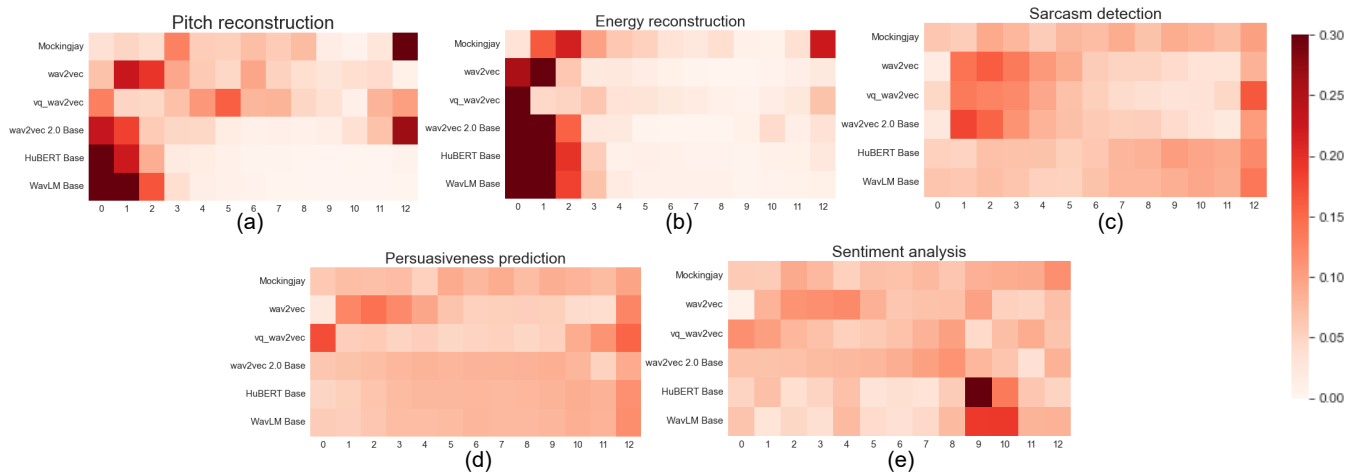 Pitch reconstruction
Mockingjay
wav2vec
vq_wav2vec
wav2vec 2.0 Base
HuBERT Base
WavLM Base
0 1 2 3 4 5 6 7 8 9 10 11 12
(a)
Energy reconstruction
Mockingjay
wav2vec
vq_wav2vec
wav2vec 2.0 Base
HuBERT Base
WavLM Base
0 1 2 3 4 5 6 7 8 9 10 11 12
(b)
Sarcasm detection
Mockingjay
wav2vec
vq_wav2vec
wav2vec 2.0 Base
HuBERT Base
WavLM Base
0 1 2 3 4 5 6 7 8 9 10 11 12
(c)
Persuasiveness prediction
Mockingjay
wav2vec
vq_wav2vec
wav2vec 2.0 Base
HuBERT Base
WavLM Base
0 1 2 3 4 5 6 7 8 9 10 11 12
(d)
Sentiment analysis
Mockingjay
wav2vec
vq_wav2vec
wav2vec 2.0 Base
HuBERT Base
WavLM Base
0 1 2 3 4 5 6 7 8 9 10 11 12
(e)
0.30
0.25
0.20
0.15
0.10
0.05
0.00